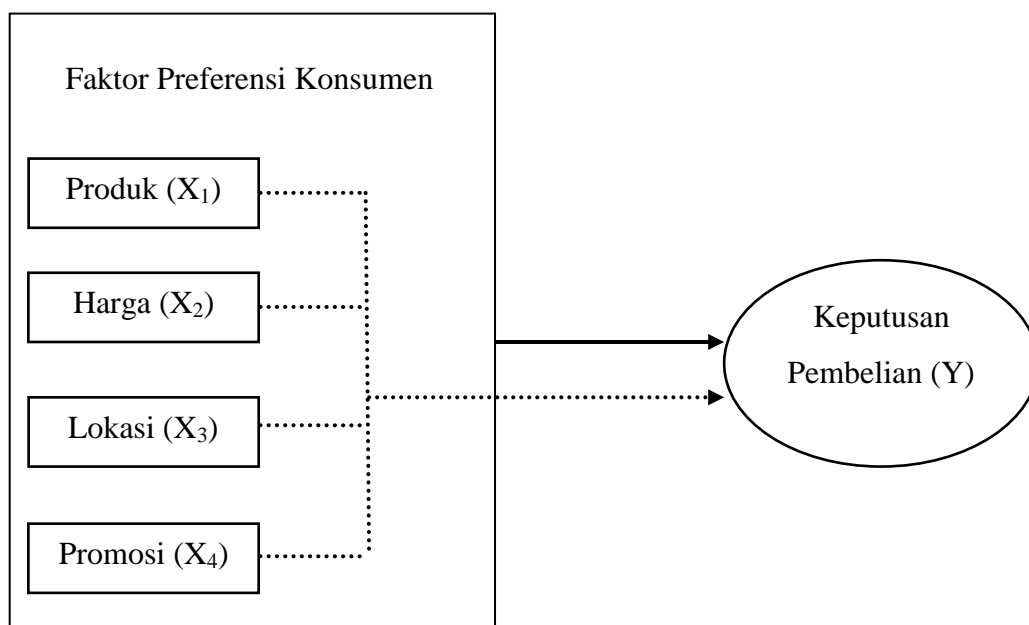 Faktor Preferensi Konsumen
Produk (X₁)
Harga (X₂)
Lokasi (X₃)
Promosi (X₄)
Keputusan
Pembelian (Y)